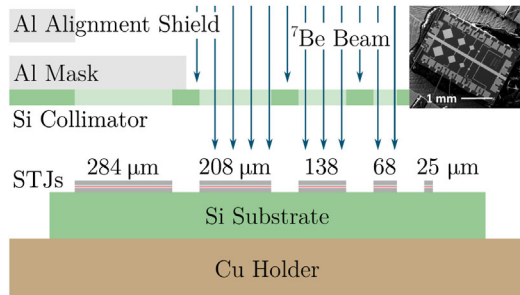 Al Alignment Shield
⁷Be Beam
Al Mask
1 mm
Si Collimator
284 μm
208 μm
138
68
25 μm
STJs
Si Substrate
Cu Holder